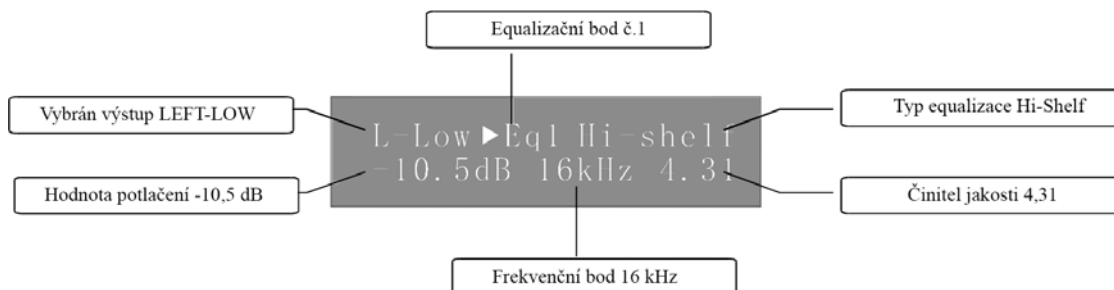 Equalizační bod č.1
Vybrán výstup LEFT-LOW
Typ equalizace Hi-Shelf
L-Low ▶Eq1 Hi-shelf
-10.5dB 16kHz 4.31
Hodnota potlačení -10,5 dB
Činitel jakosti 4,31
Frekvenční bod 16 kHz